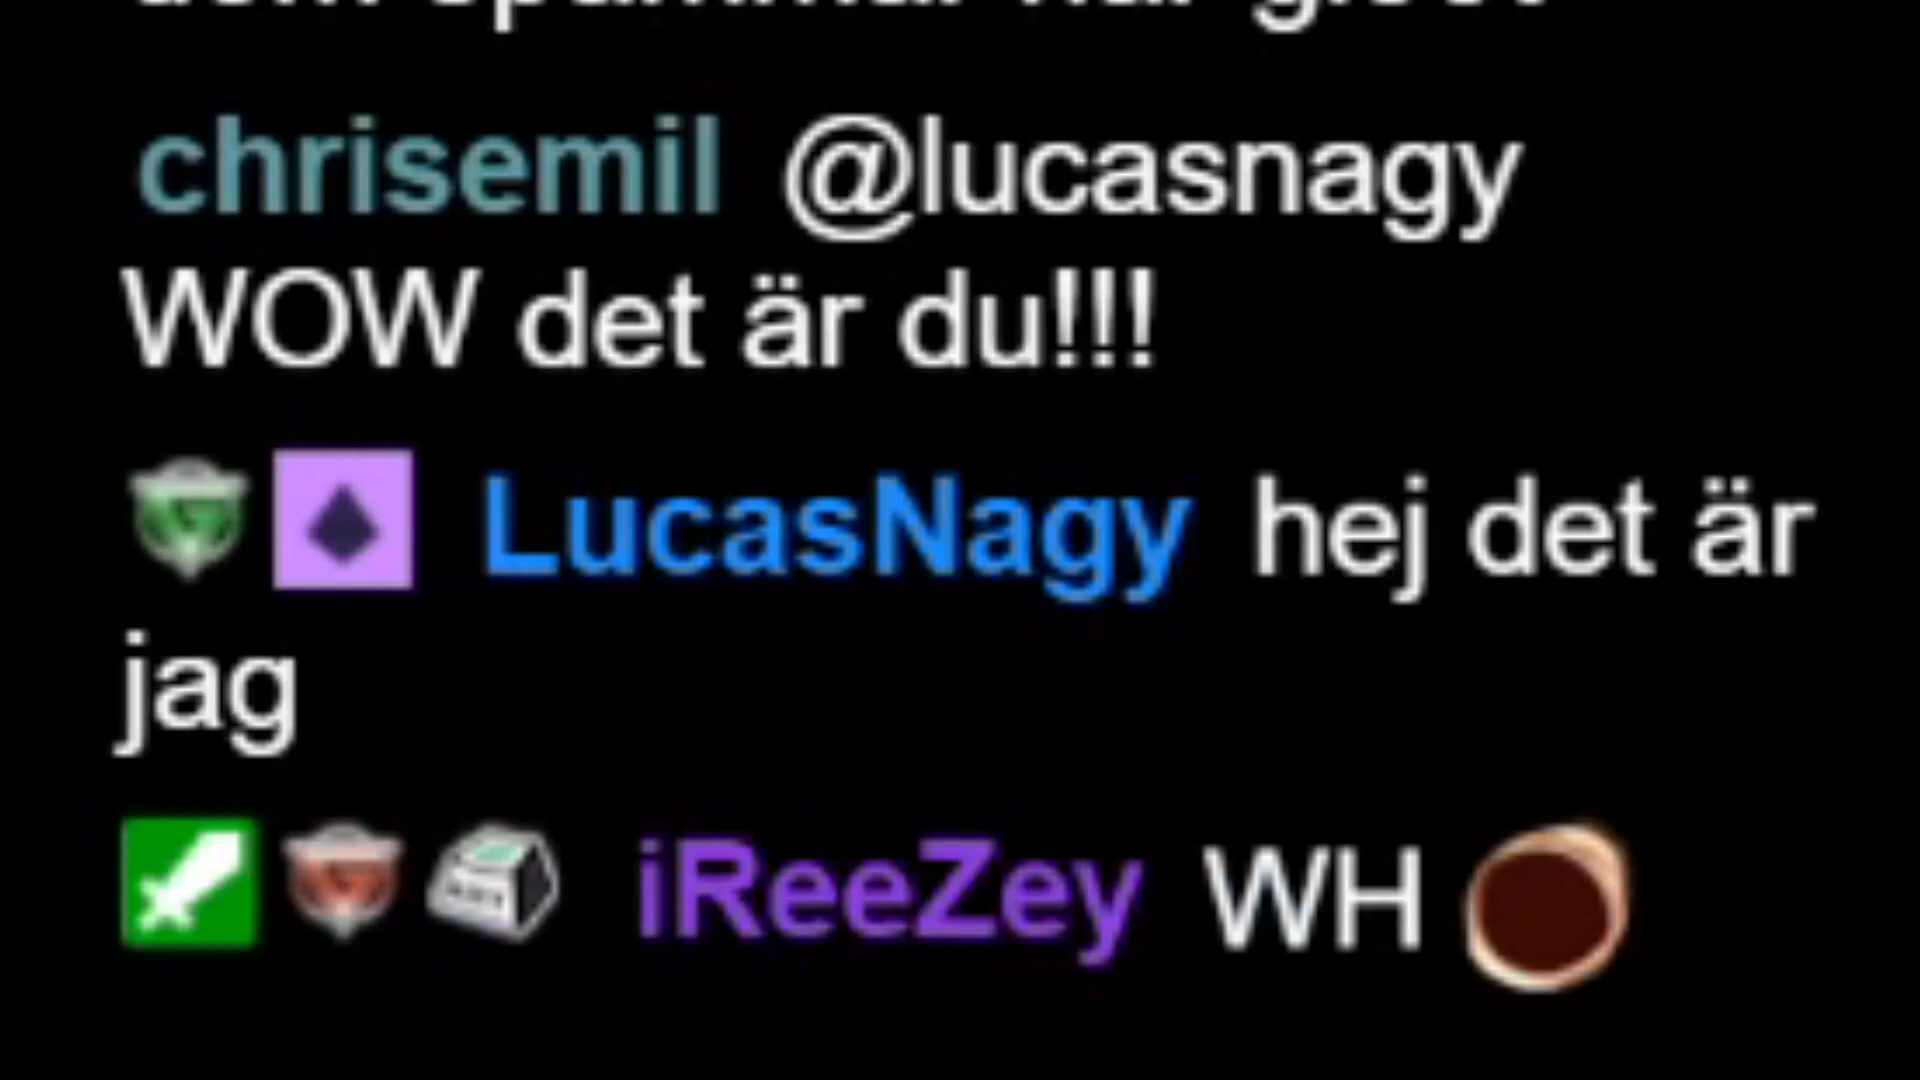 chrisemil @lucasnagy
WOW det är du!!!
LucasNagy hej det är
jag
iReeZey WH